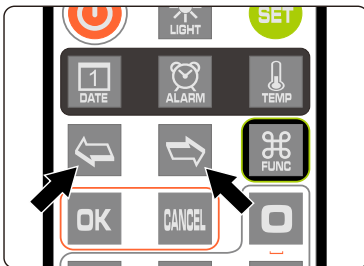 LIGHT
SET
1
DATE
ALARM
TEMP
FUNC
OK
CANCEL